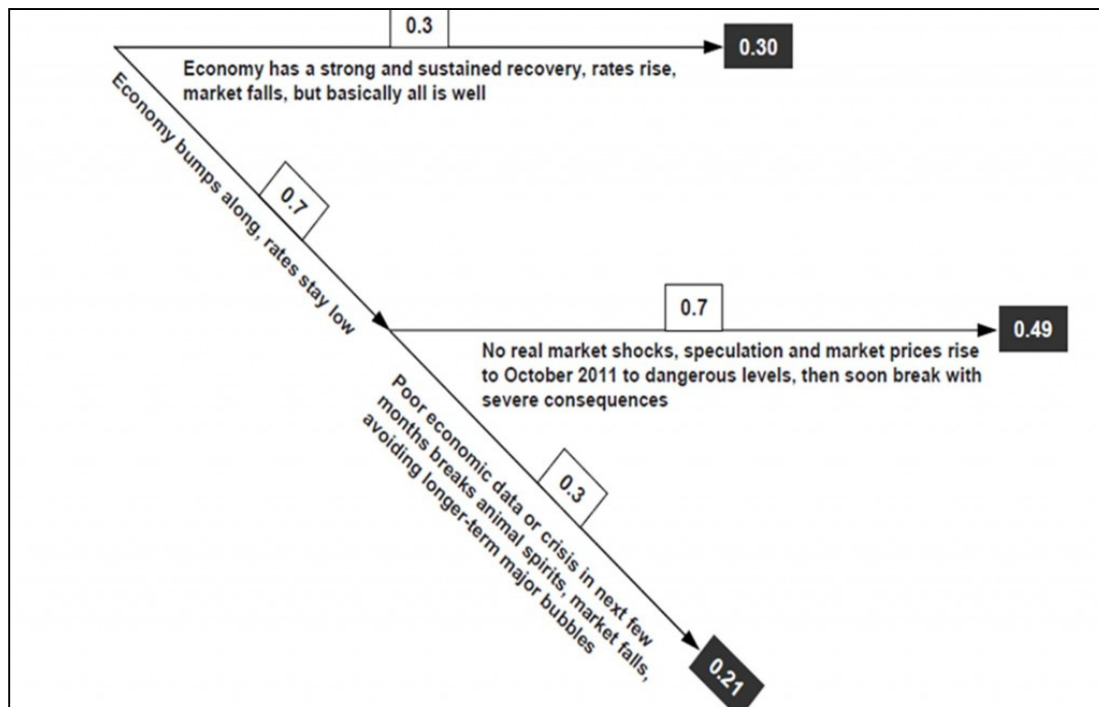 0.3
0.30
Economy has a strong and sustained recovery, rates rise,
market falls, but basically all is well
Economy bumps along, rates stay low
0.7
0.7
0.49
No real market shocks, speculation and market prices rise
to October 2011 to dangerous levels, then soon break with
severe consequences
Poor economic data or crisis in next few
months breaks animal spirits, market falls,
avoiding longer-term major bubbles
0.3
0.21